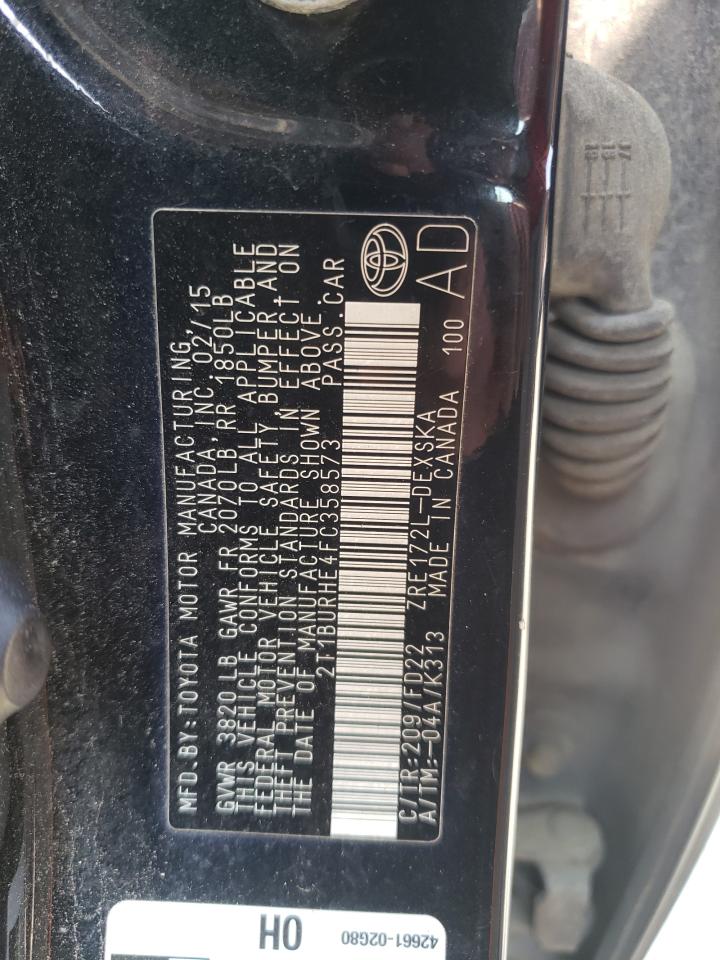 MFD.BY:TOYOTA MOTOR MANUFACTURING,
CANADA,INC. 02/15
GVWR 3820 LB GAWR FR 2070LB RR 1850LB
THIS VEHICLE CONFORMS TO ALL APPLICABLE
FEDERAL MOTOR VEHICLE SAFETY, BUMPER, AND
THEFT PREVENTION STANDARDS IN EFFECT ON
THE DATE OF MANUFACTURE SHOWN ABOVE.
2T1BURHE4FC358573 PASS.CAR
C/TR:209/FD22 ZRE172L-DEXSKA
A/TM:-04A/K313 MADE IN CANADA 100
AD
0H 42661-02G80